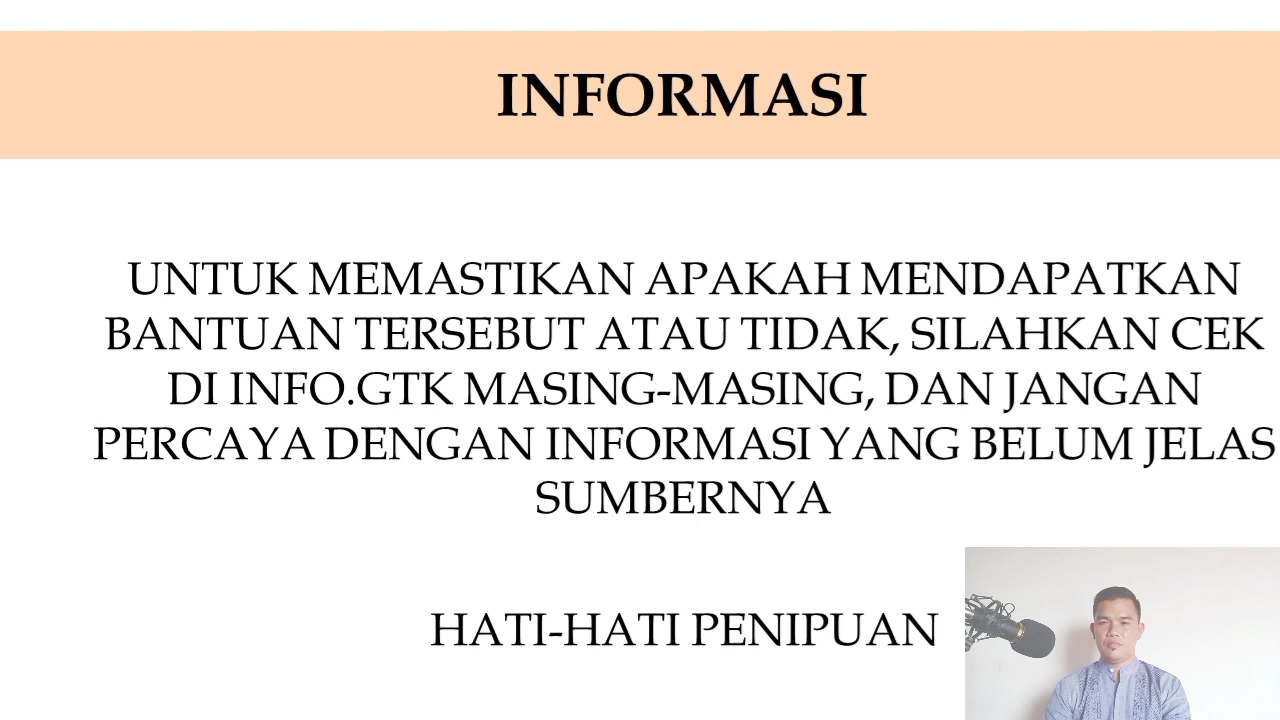 INFORMASI
UNTUK MEMASTIKAN APAKAH MENDAPATKAN
BANTUAN TERSEBUT ATAU TIDAK, SILAHKAN CEK
DI INFO.GTK MASING-MASING, DAN JANGAN
PERCAYA DENGAN INFORMASI YANG BELUM JELAS
SUMBERNYA
HATI-HATI PENIPUAN